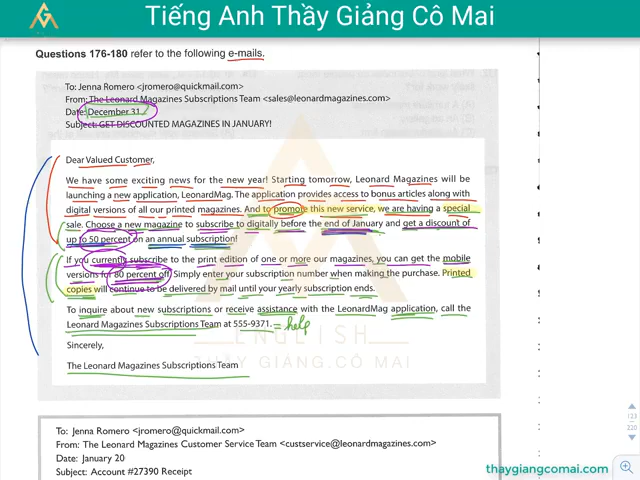 Tiếng Anh Thầy Giảng Cô Mai
Questions 176-180 refer to the following e-mails.
To: Jenna Romero <jromero@quickmail.com>
From: The Leonard Magazines Subscriptions Team <sales@leonardmagazines.com>
Date: December 31
Subject: GET DISCOUNTED MAGAZINES IN JANUARY!
Dear Valued Customer,
We have some exciting news for the new year! Starting tomorrow, Leonard Magazines will be
launching a new application, LeonardMag. The application provides access to bonus articles along with
digital versions of all our printed magazines. And to promote this new service, we are having a special
sale. Choose a new magazine to subscribe to digitally before the end of January and get a discount of
up to 50 percent on an annual subscription!
If you currently subscribe to the print edition of one or more our magazines, you can get the mobile
versions for 80 percent off. Simply enter your subscription number when making the purchase. Printed
copies will continue to be delivered by mail until your yearly subscription ends.
To inquire about new subscriptions or receive assistance with the LeonardMag application, call the
Leonard Magazines Subscriptions Team at 555-9371. = help
Sincerely,
ENGLISH
THẦY GIẢNG.CÔ MAI
The Leonard Magazines Subscriptions Team
To: Jenna Romero <jromero@quickmail.com>
From: The Leonard Magazines Customer Service Team <custservice@leonardmagazines.com>
Date: January 20
Subject: Account #27390 Receipt
123
220
thaygiangcomai.com